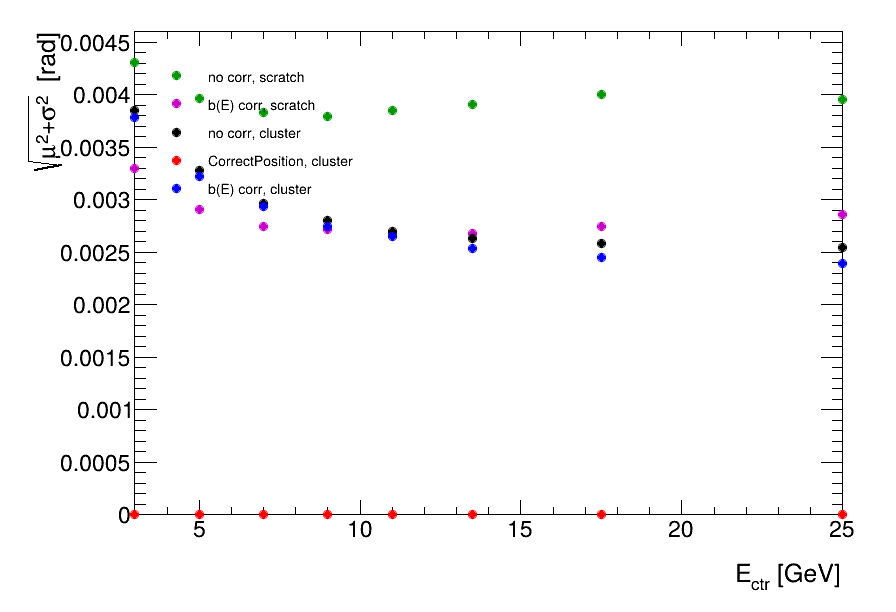 √μ²+σ² [rad]
0.0045
0.004
0.0035
0.003
0.0025
0.002
0.0015
0.001
0.0005
0
no corr, scratch
b(E) corr, scratch
no corr, cluster
CorrectPosition, cluster
b(E) corr, cluster
5 10 15 20 25
E_ctr [GeV]